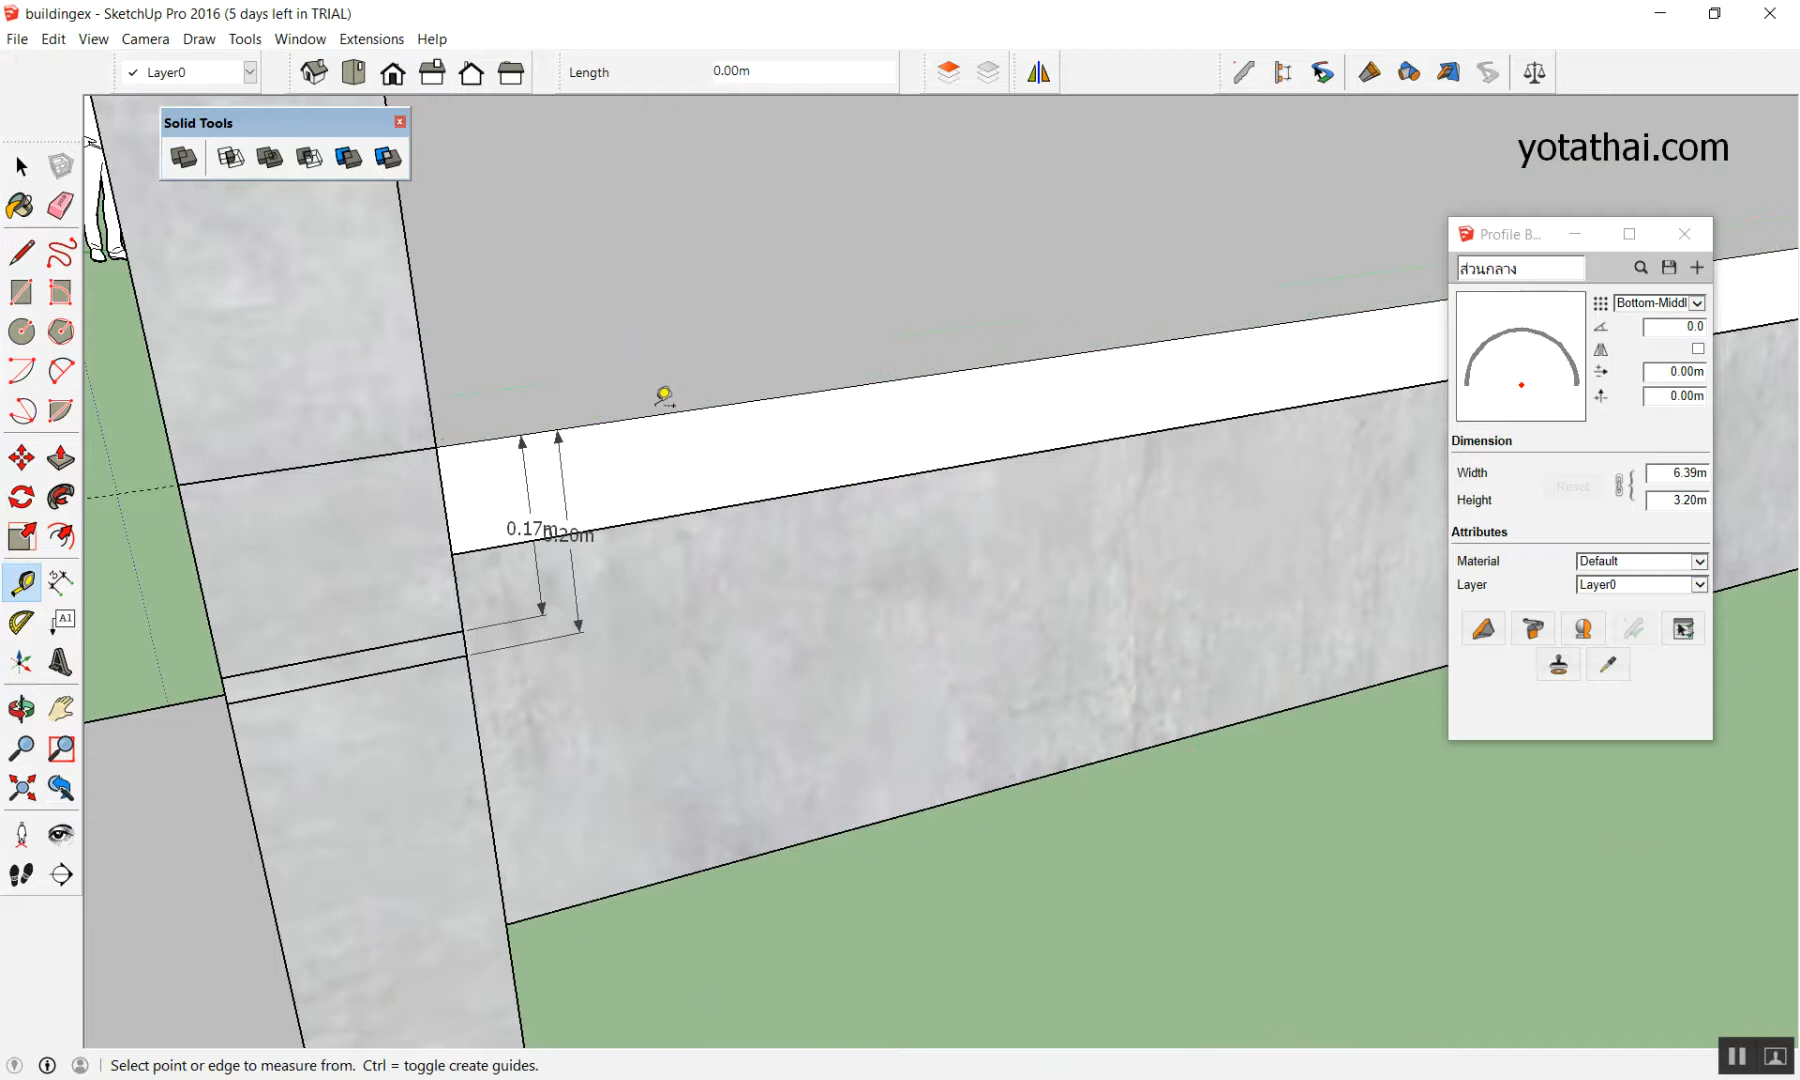 buildingex - SketchUp Pro 2016 (5 days left in TRIAL)
File Edit View Camera Tools Draw Tools Window Extensions Help
Layer0
Length 0.00m
Solid Tools
yotathai.com
Profile B...
ส่วนกลาง
Bottom-Middl
0.0
0.00m
0.00m
Dimension
Width 6.39m
Reset
Height 3.20m
Attributes
Material Default
Layer Layer0
A1
0.17m
0.20m
Select point or edge to measure from. Ctrl = toggle create guides.